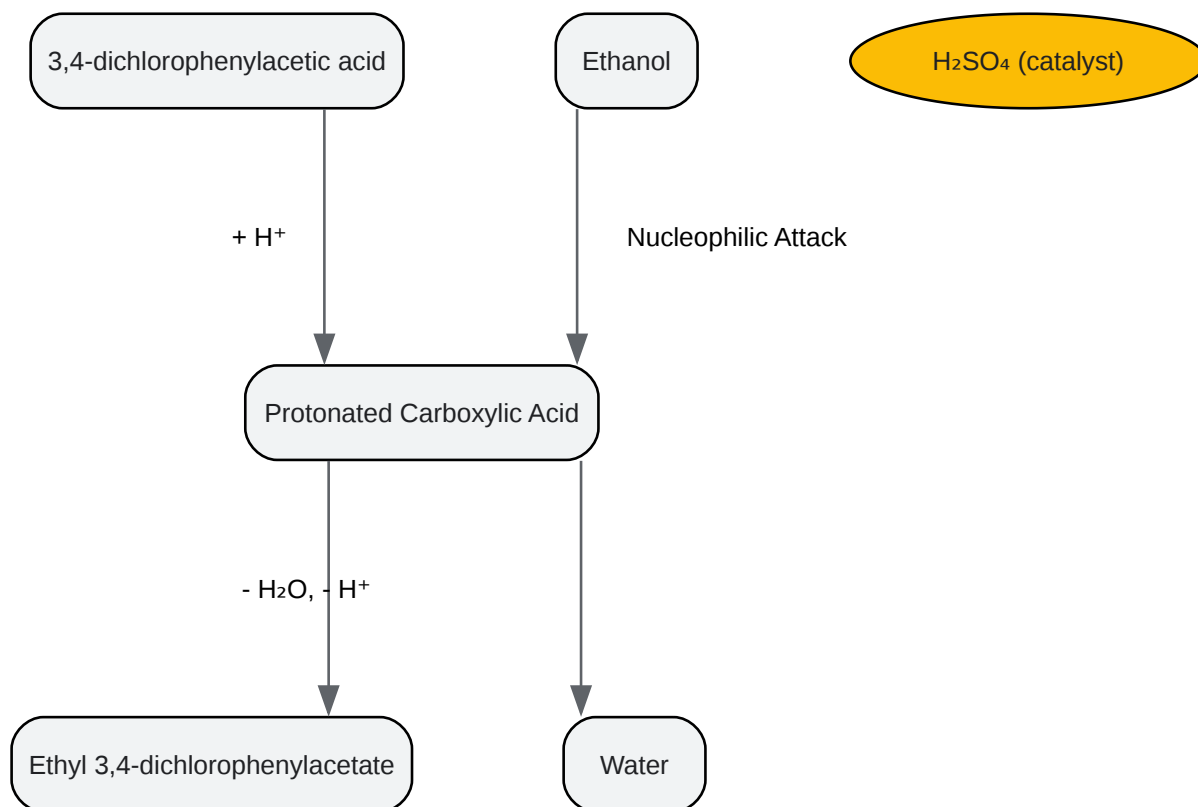 3,4-dichlorophenylacetic acid
Ethanol
H₂SO₄ (catalyst)
+ H⁺
Nucleophilic Attack
Protonated Carboxylic Acid
- H₂O, - H⁺
Ethyl 3,4-dichlorophenylacetate
Water